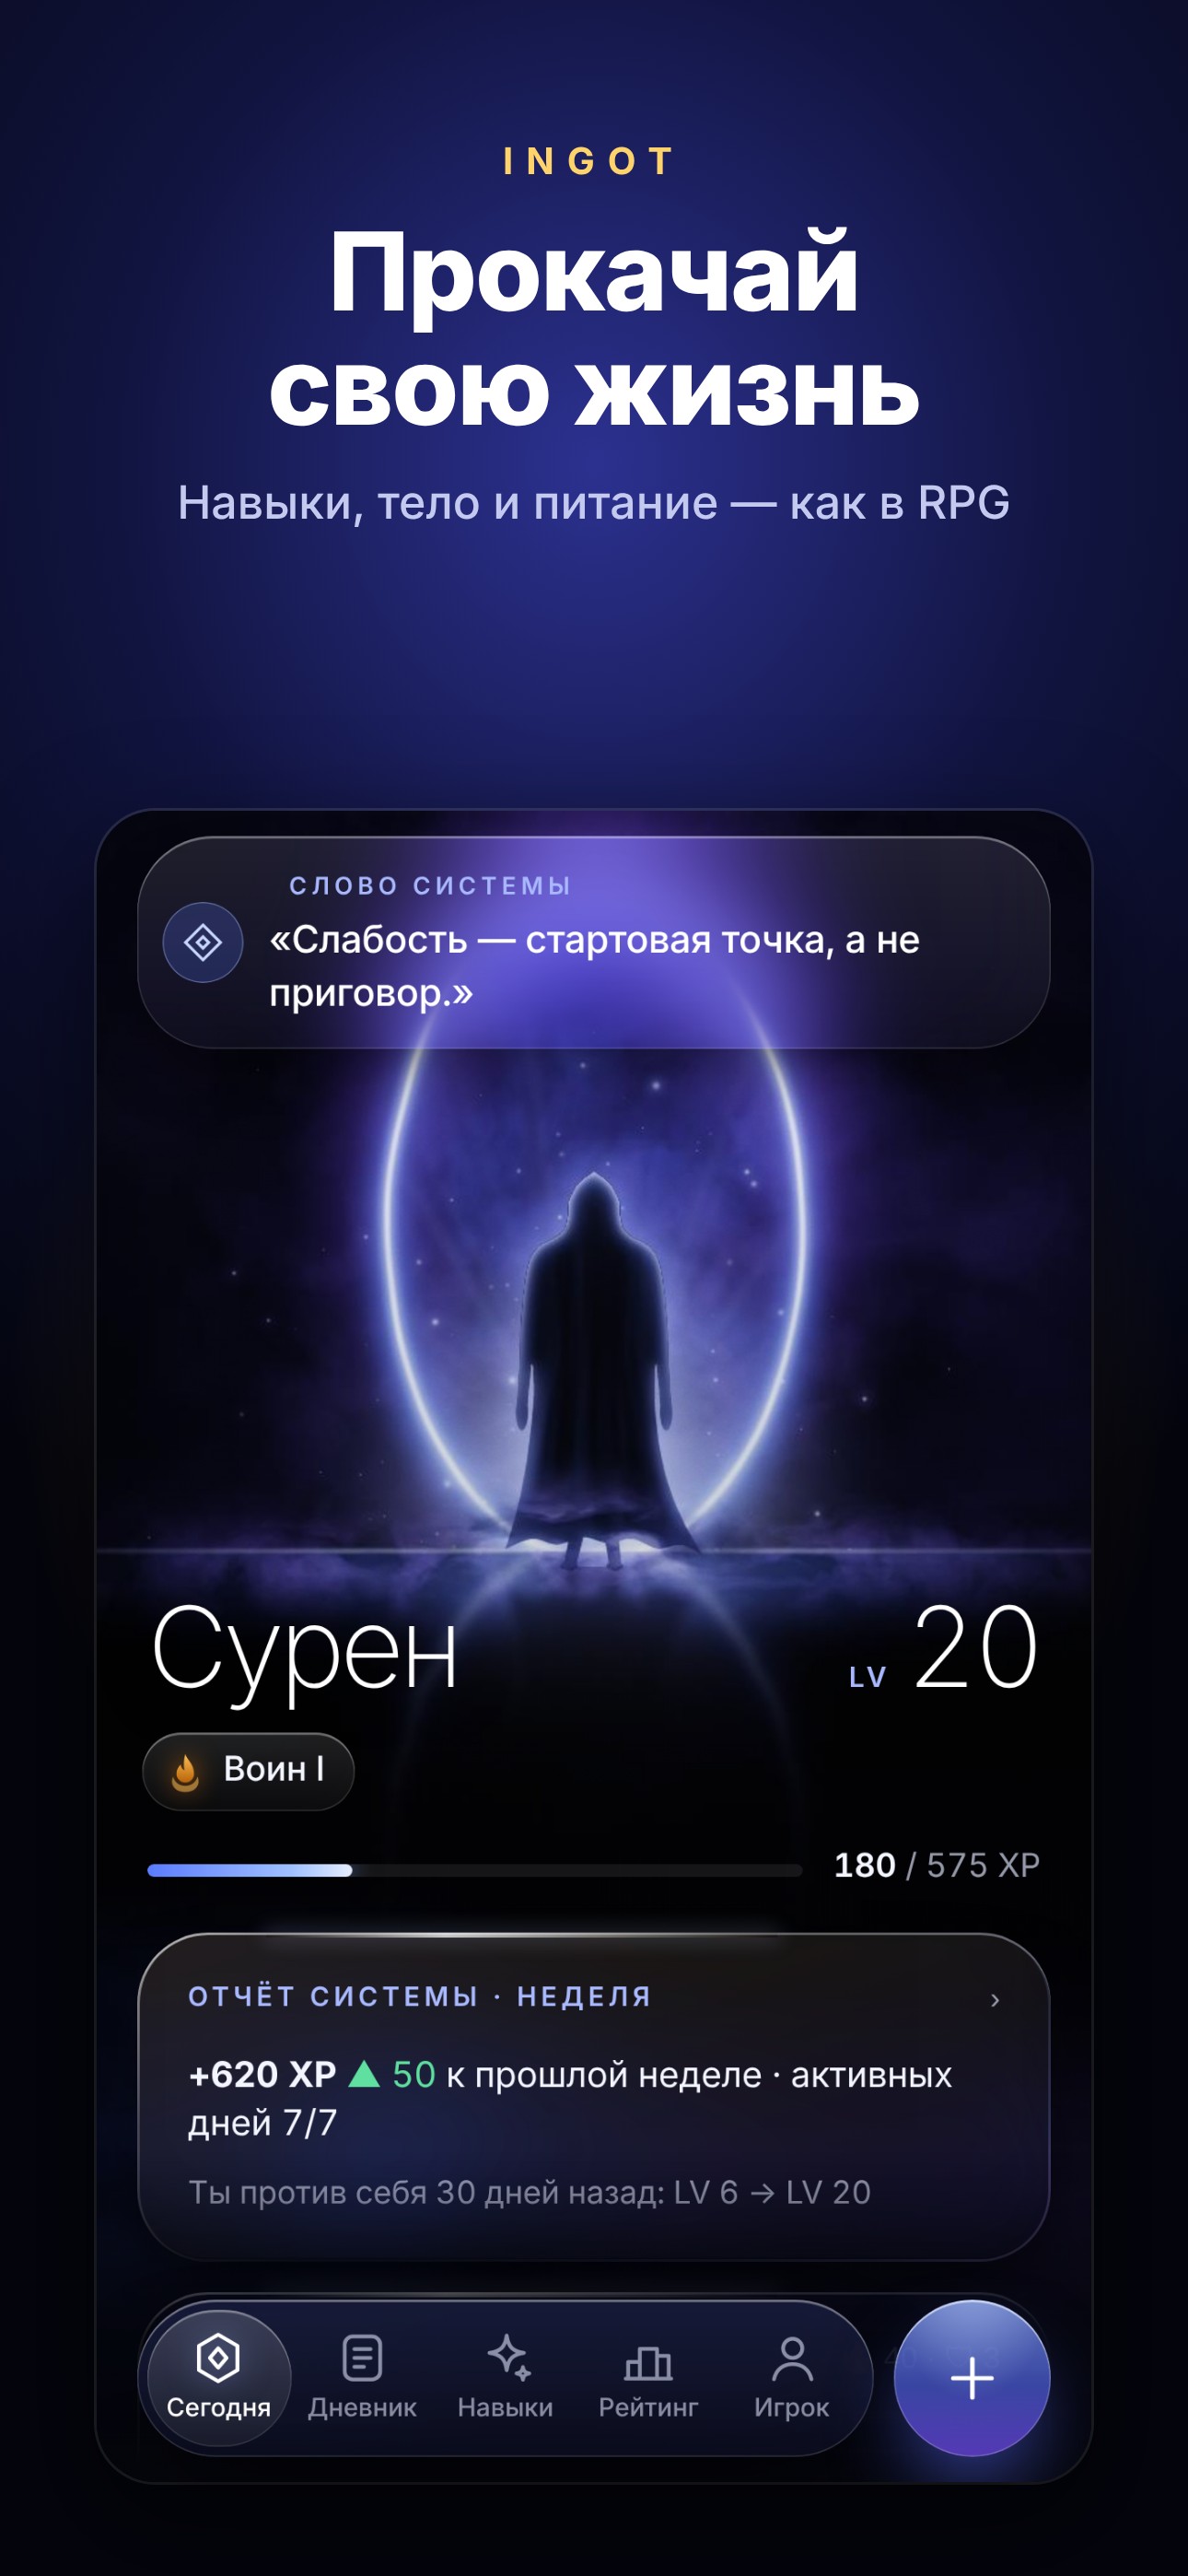 INGOT
Прокачай
свою жизнь
Навыки, тело и питание — как в RPG
СЛОВО СИСТЕМЫ
«Слабость — стартовая точка, а не
приговор.»
Сурен
LV 20
Воин I
180 / 575 XP
ОТЧЁТ СИСТЕМЫ · НЕДЕЛЯ ›
+620 XP ▲ 50 к прошлой неделе · активных
дней 7/7
Ты против себя 30 дней назад: LV 6 → LV 20
Сегодня Дневник Навыки Рейтинг Игрок